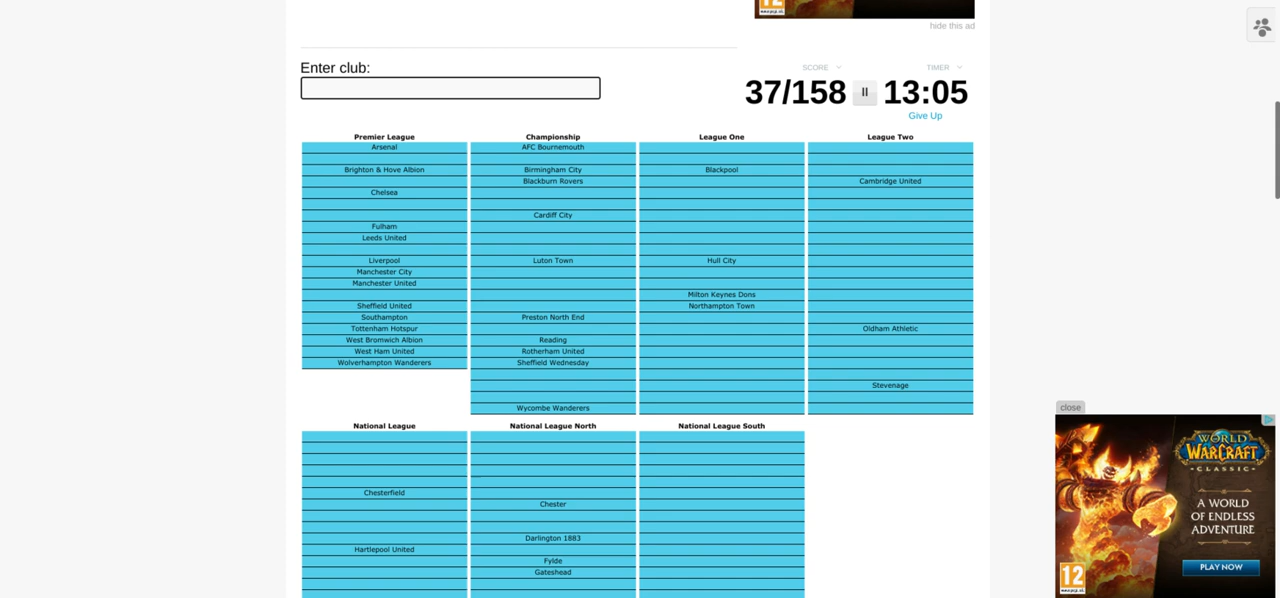 12
www.pegi.info
hide this ad
Enter club:
SCORE TIMER
37/158 13:05
Give Up
Premier League Championship League One League Two
Arsenal AFC Bournemouth
Brighton & Hove Albion Birmingham City Blackpool
Blackburn Rovers Cambridge United
Chelsea
Cardiff City
Fulham
Leeds United
Liverpool Luton Town Hull City
Manchester City
Manchester United
Milton Keynes Dons
Sheffield United Northampton Town
Southampton Preston North End
Tottenham Hotspur Oldham Athletic
West Bromwich Albion Reading
West Ham United Rotherham United
Wolverhampton Wanderers Sheffield Wednesday
Stevenage
Wycombe Wanderers
National League National League North National League South
Chesterfield
Chester
Darlington 1883
Hartlepool United
Fylde
Gateshead
close
WORLD
OF
WARCRAFT
CLASSIC
A WORLD
OF ENDLESS
ADVENTURE
PLAY NOW
12